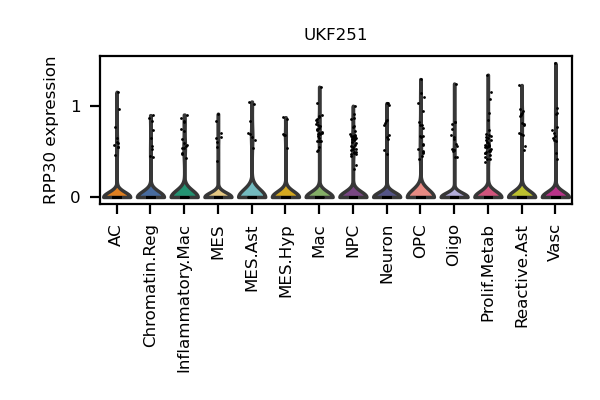 UKF251
RPP30 expression
1
0
AC
Chromatin.Reg
Inflammatory.Mac
MES
MES.Ast
MES.Hyp
Mac
NPC
Neuron
OPC
Oligo
Prolif.Metab
Reactive.Ast
Vasc